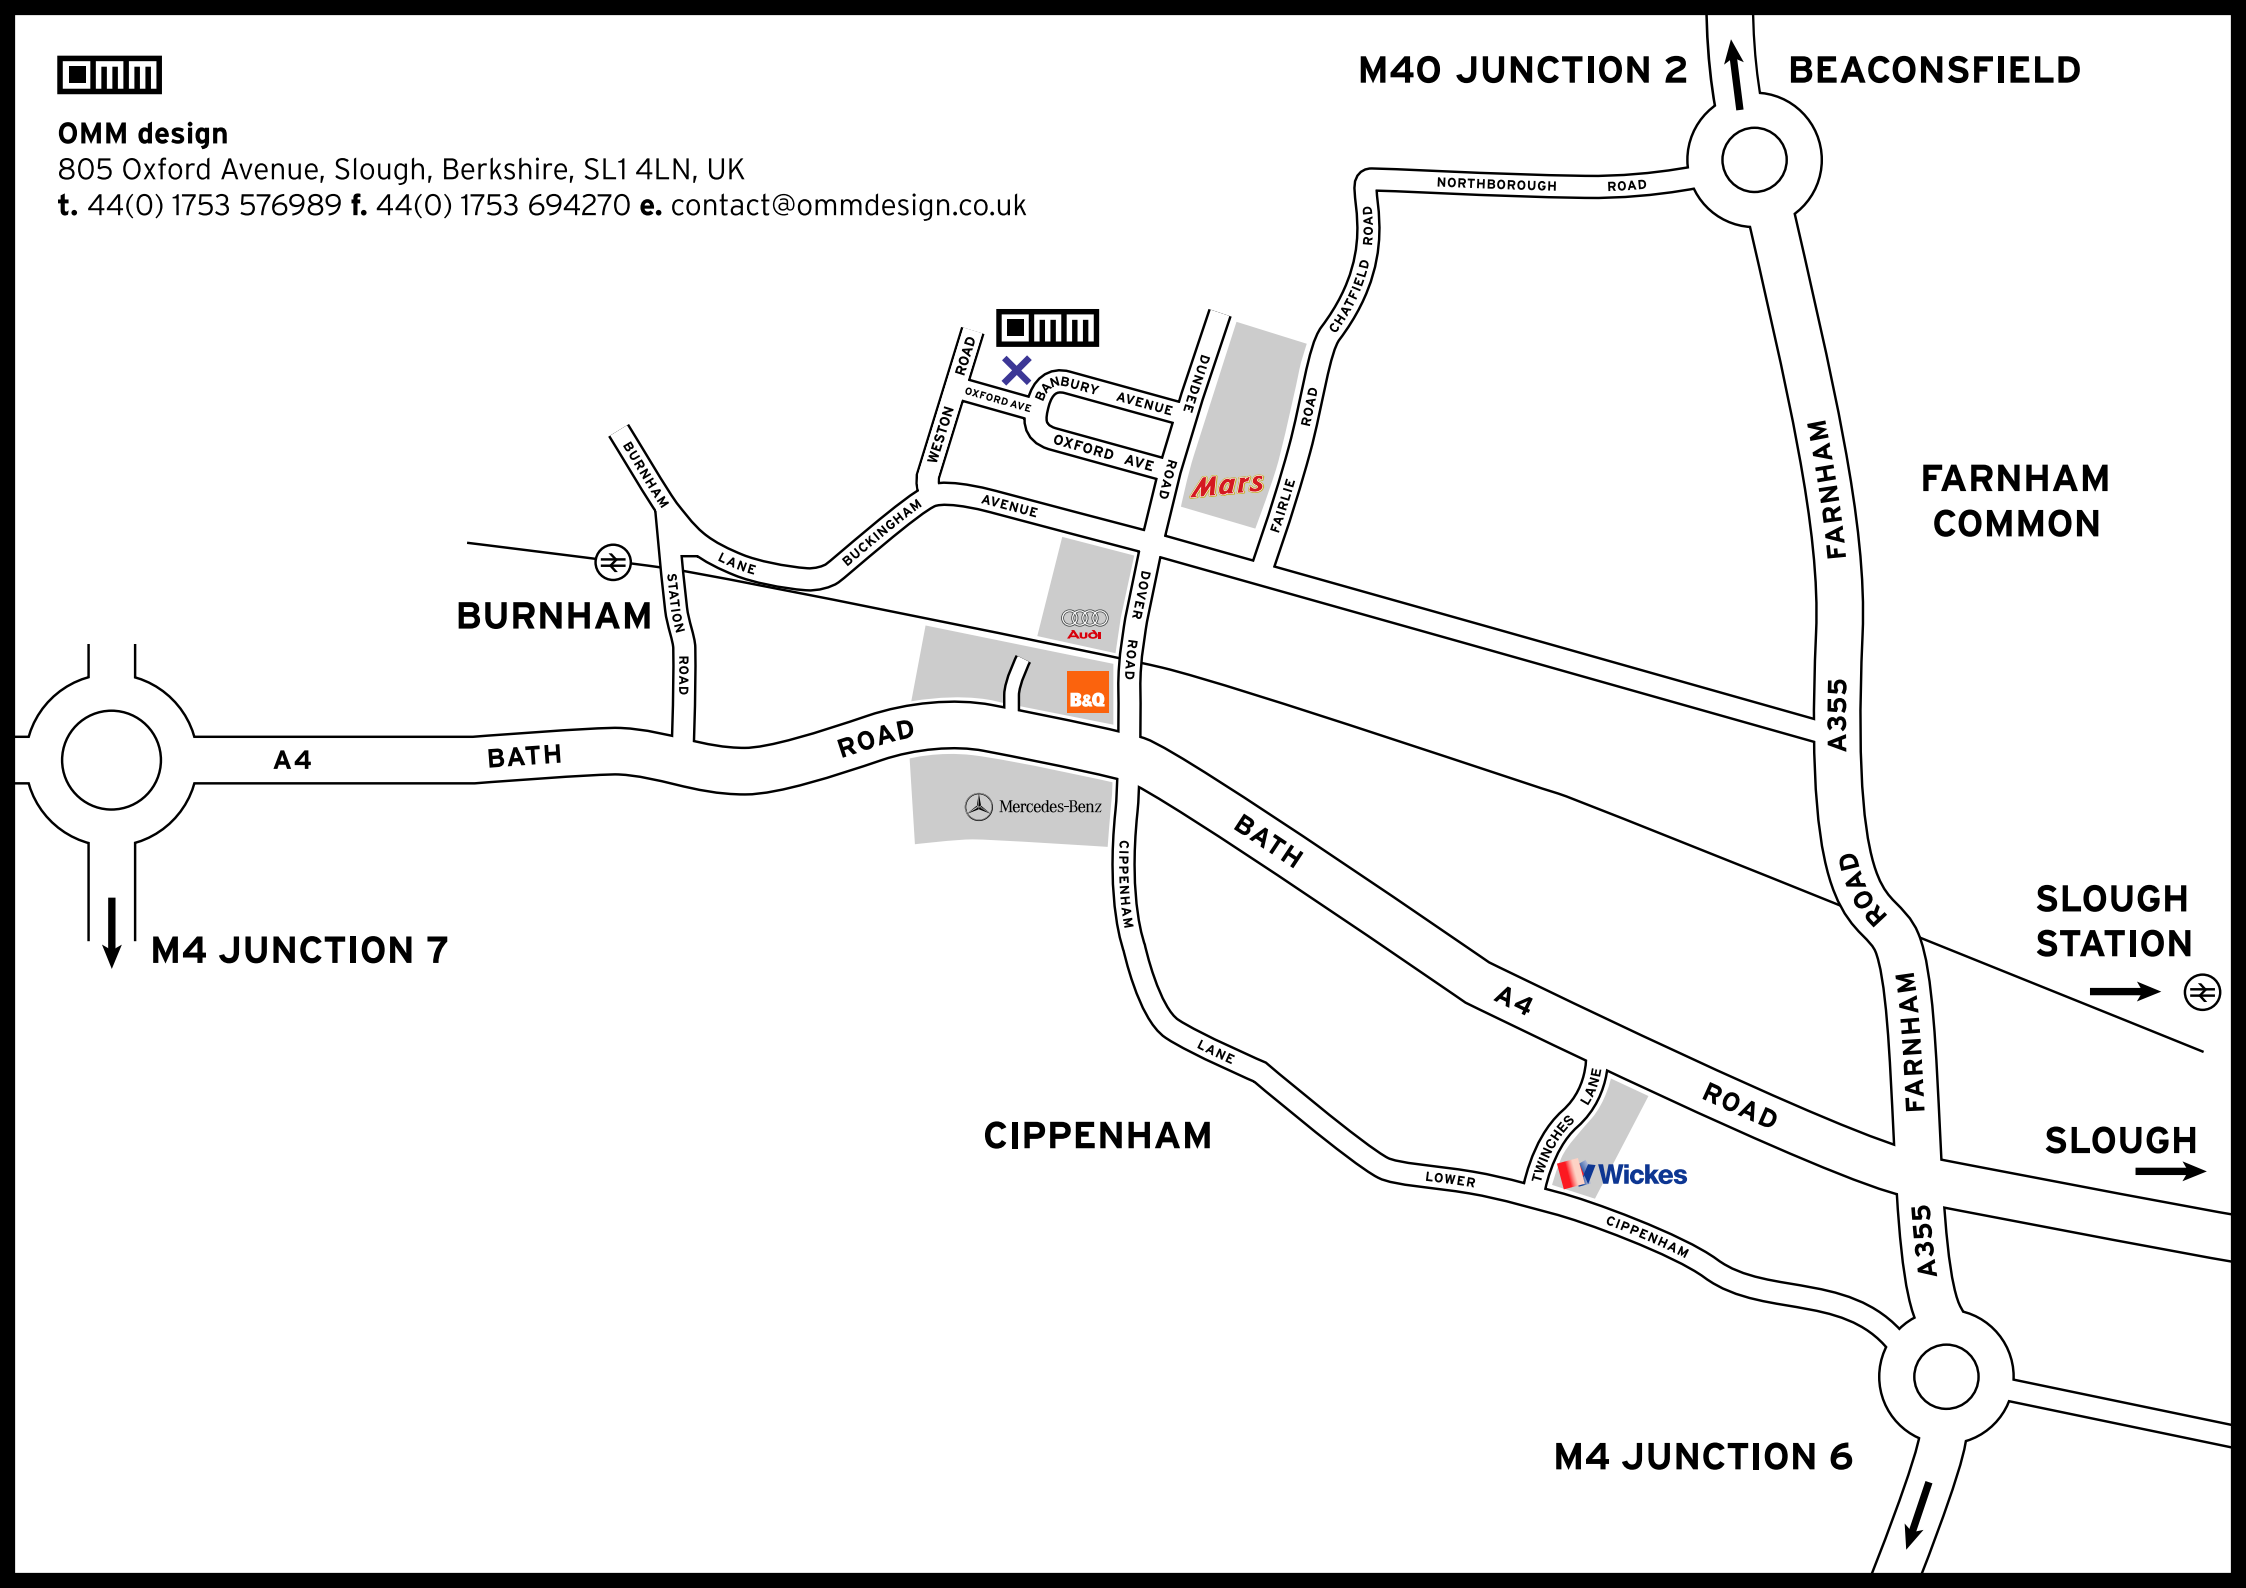 OMM design
805 Oxford Avenue, Slough, Berkshire, SL1 4LN, UK
t. 44(0) 1753 576989 f. 44(0) 1753 694270 e. contact@ommdesign.co.uk
M40 JUNCTION 2
BEACONSFIELD
NORTHBOROUGH ROAD
CHATFIELD ROAD
FAIRLIE ROAD
DUNDEE ROAD
WESTON ROAD
OXFORD AVE
BANBURY AVENUE
OXFORD AVE
Mars
BURNHAM LANE
BUCKINGHAM AVENUE
FARNHAM
COMMON
FARNHAM
A355
ROAD
STATION ROAD
BURNHAM
DOVER ROAD
Audi
B&Q
A4
BATH
ROAD
Mercedes-Benz
BATH
A4
ROAD
SLOUGH
STATION
M4 JUNCTION 7
CIPPENHAM
LANE
FARNHAM
CIPPENHAM
TWINCHES LANE
Wickes
SLOUGH
LOWER
CIPPENHAM
A355
M4 JUNCTION 6